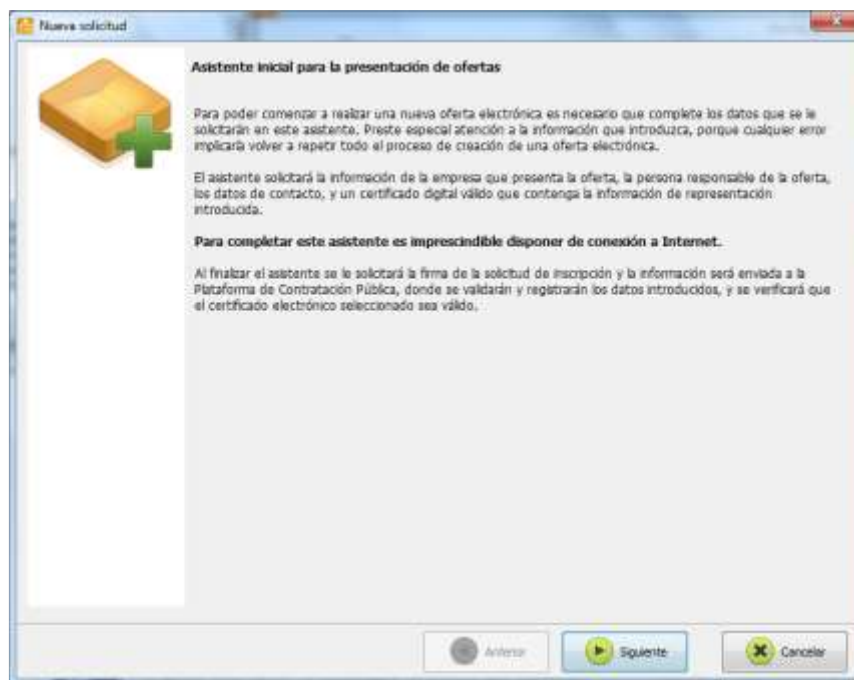 Nueva solicitud
Asistente inicial para la presentación de ofertas
Para poder comenzar a realizar una nueva oferta electrónica es necesario que complete los datos que se le
solicitarán en este asistente. Preste especial atención a la información que introduzca, porque cualquier error
implicará volver a repetir todo el proceso de creación de una oferta electrónica.
El asistente solicitará la información de la empresa que presenta la oferta, la persona responsable de la oferta,
los datos de contacto, y un certificado digital válido que contenga la información de representación
introducida.
Para completar este asistente es imprescindible disponer de conexión a Internet.
Al finalizar el asistente se le solicitará la firma de la solicitud de inscripción y la información será enviada a la
Plataforma de Contratación Pública, donde se validarán y registrarán los datos introducidos, y se verificará que
el certificado electrónico seleccionado sea válido.
Anterior
Siguiente
Cancelar